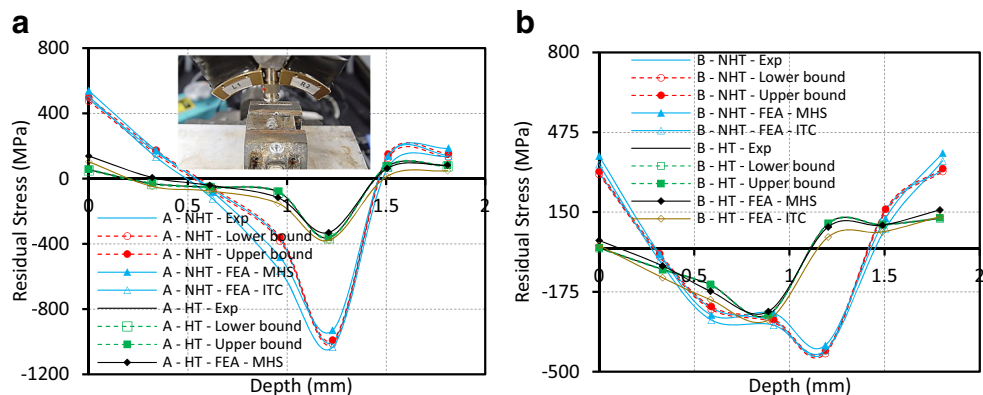 a
800
400
0
-400
-800
-1200
Residual Stress (MPa)
L1
R2
0
0.5
1
1.5
2
A - NHT - Exp
A - NHT - Lower bound
A - NHT - Upper bound
A - NHT - FEA - MHS
A - NHT - FEA - ITC
A - HT - Exp
A - HT - Lower bound
A - HT - Upper bound
A - HT - FEA - MHS
Depth (mm)
b
800
475
150
-175
-500
Residual Stress (MPa)
B - NHT - Exp
B - NHT - Lower bound
B - NHT - Upper bound
B - NHT - FEA - MHS
B - NHT - FEA - ITC
B - HT - Exp
B - HT - Lower bound
B - HT - Upper bound
B - HT - FEA - MHS
B - HT - FEA - ITC
0
0.5
1
1.5
2
Depth (mm)